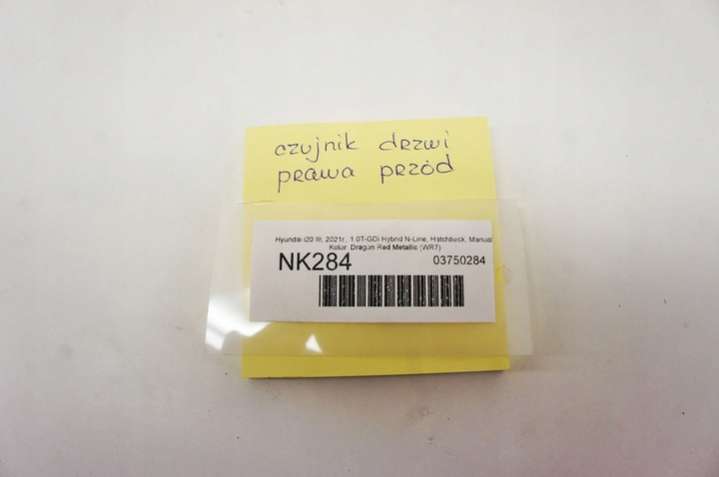 czujnik drzwi
prawa przód
Hyundai i20 III, 2021r., 1.0T-GDi Hybrid N-Line, Hatchback, Manual
Kolor: Dragon Red Metallic (WR7)
NK284 03750284